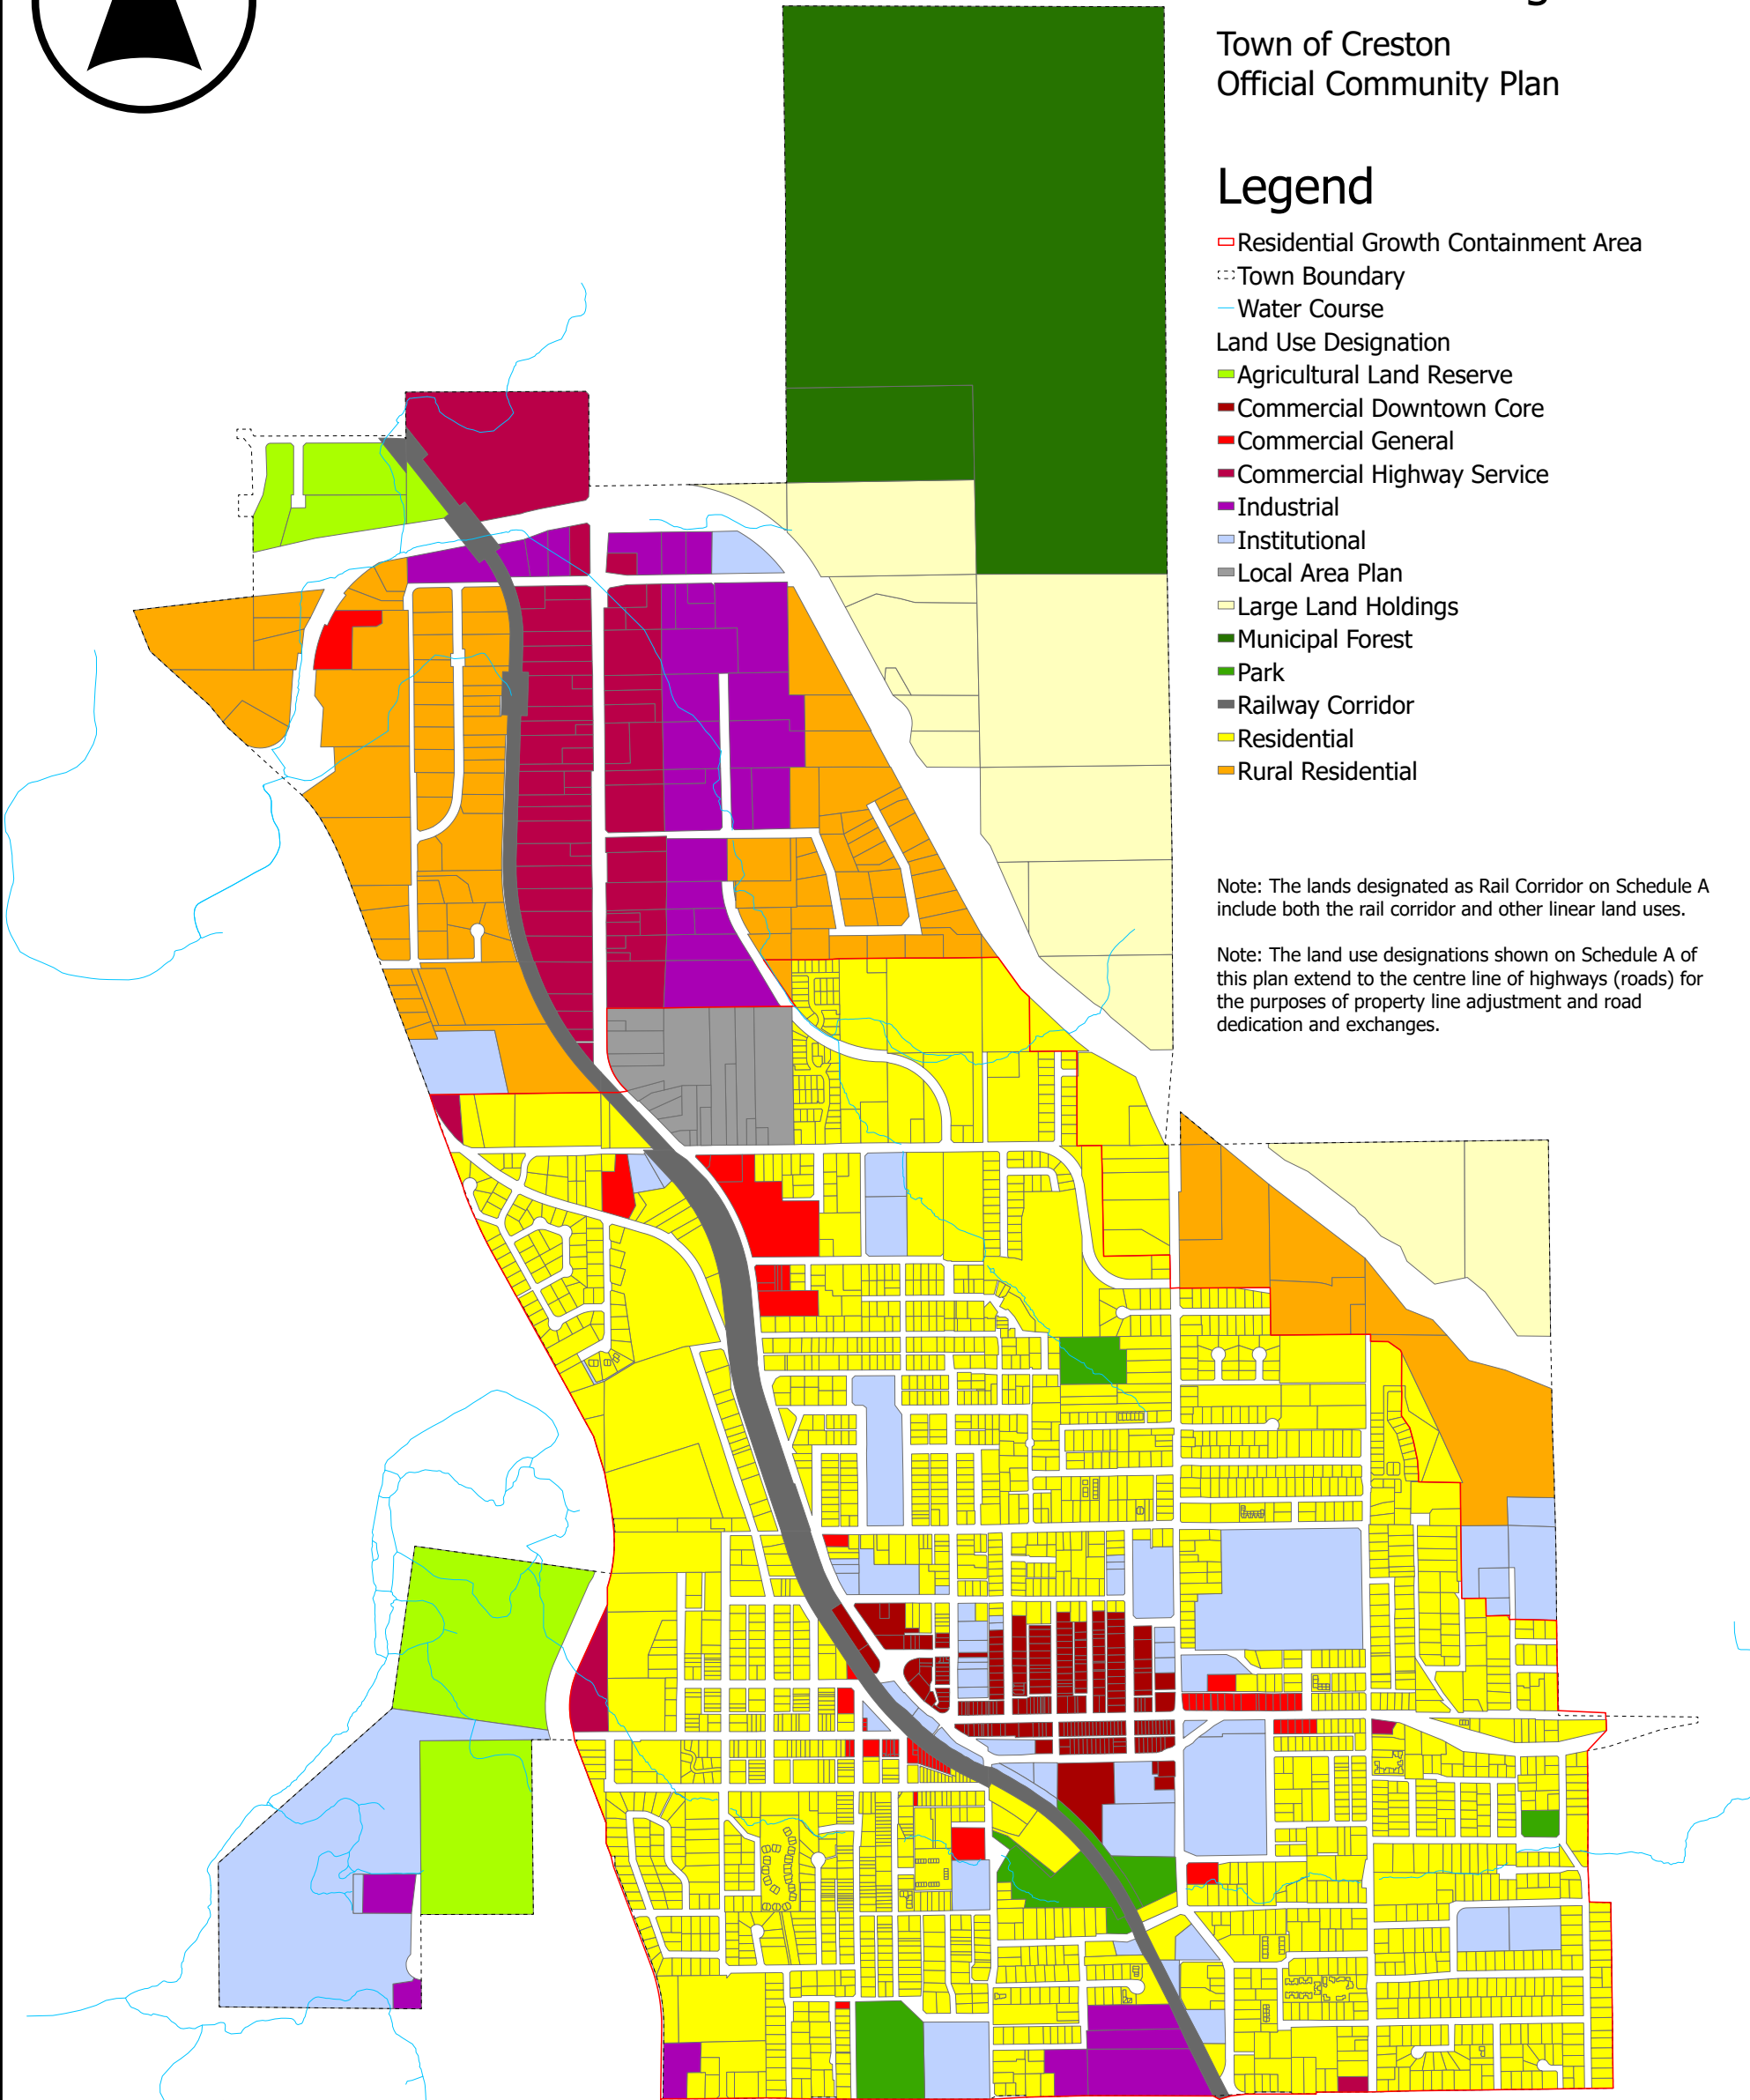 Town of Creston
Official Community Plan
Legend
Residential Growth Containment Area
Town Boundary
Water Course
Land Use Designation
Agricultural Land Reserve
Commercial Downtown Core
Commercial General
Commercial Highway Service
Industrial
Institutional
Local Area Plan
Large Land Holdings
Municipal Forest
Park
Railway Corridor
Residential
Rural Residential
Note: The lands designated as Rail Corridor on Schedule A
include both the rail corridor and other linear land uses.
Note: The land use designations shown on Schedule A of
this plan extend to the centre line of highways (roads) for
the purposes of property line adjustment and road
dedication and exchanges.